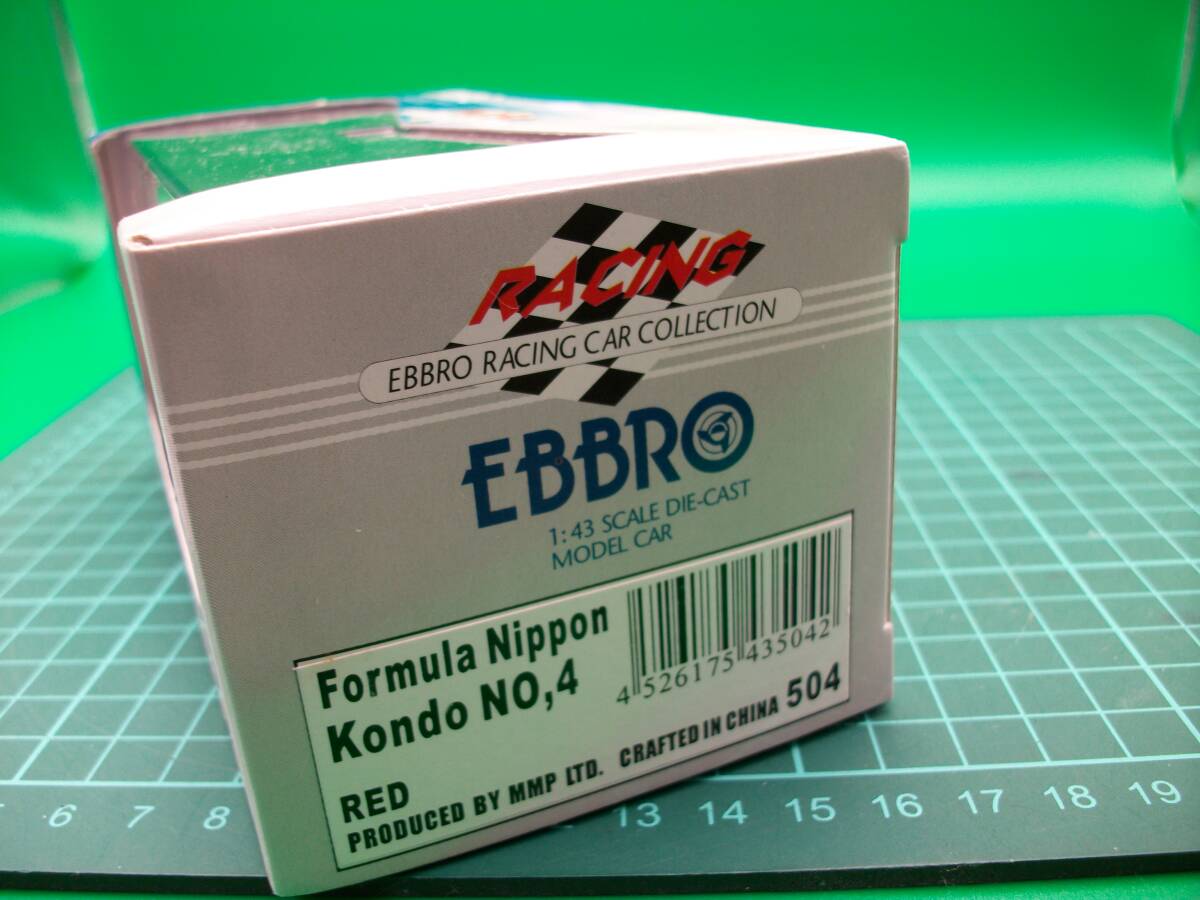 RACING
EBBRO RACING CAR COLLECTION
EBBRO
1:43 SCALE DIE-CAST
MODEL CAR
Formula Nippon
Kondo NO,4
4 526175 435042
RED
PRODUCED BY MMP LTD. CRAFTED IN CHINA 504
6 7 8 13 14 15 16 17 18 19